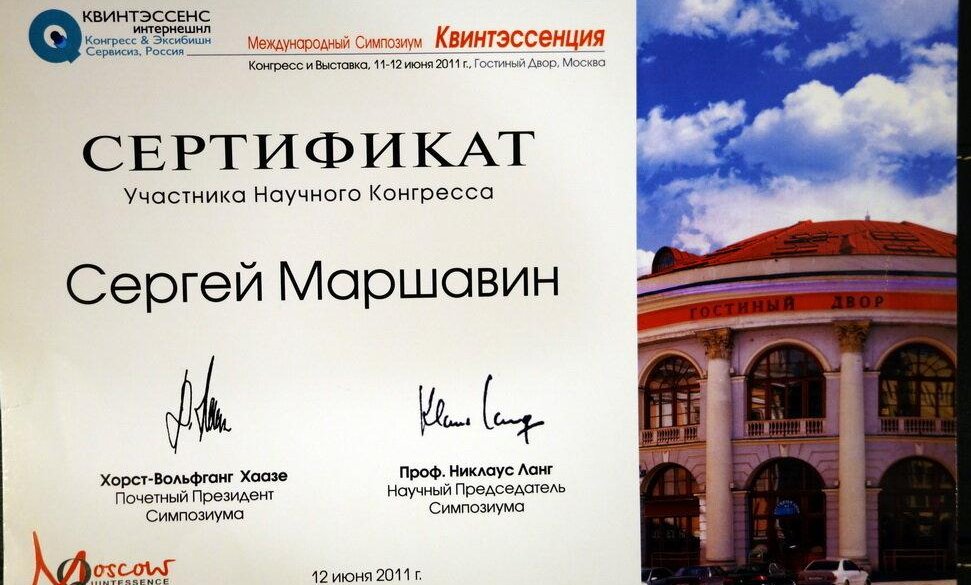 КВИНТЭССЕНС
интернешнл
Конгресс & Эксибишн
Сервисиз, Россия
Международный Симпозиум Квинтэссенция
Конгресс и Выставка, 11-12 июня 2011 г., Гостиный Двор, Москва
СЕРТИФИКАТ
Участника Научного Конгресса
Сергей Маршавин
ГОСТИНЫЙ ДВОР
Klaus Lang
Хорст-Вольфганг Хаазе
Почетный Президент
Симпозиума
Проф. Никлаус Ланг
Научный Председатель
Симпозиума
Moscow
QUINTESSENCE
12 июня 2011 г.